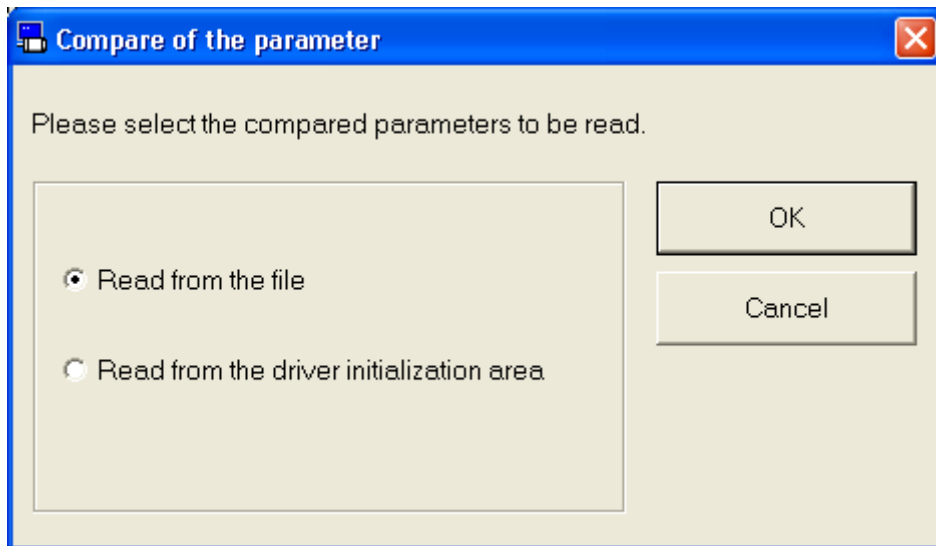 Compare of the parameter
Please select the compared parameters to be read.
OK
Read from the file
Cancel
Read from the driver initialization area